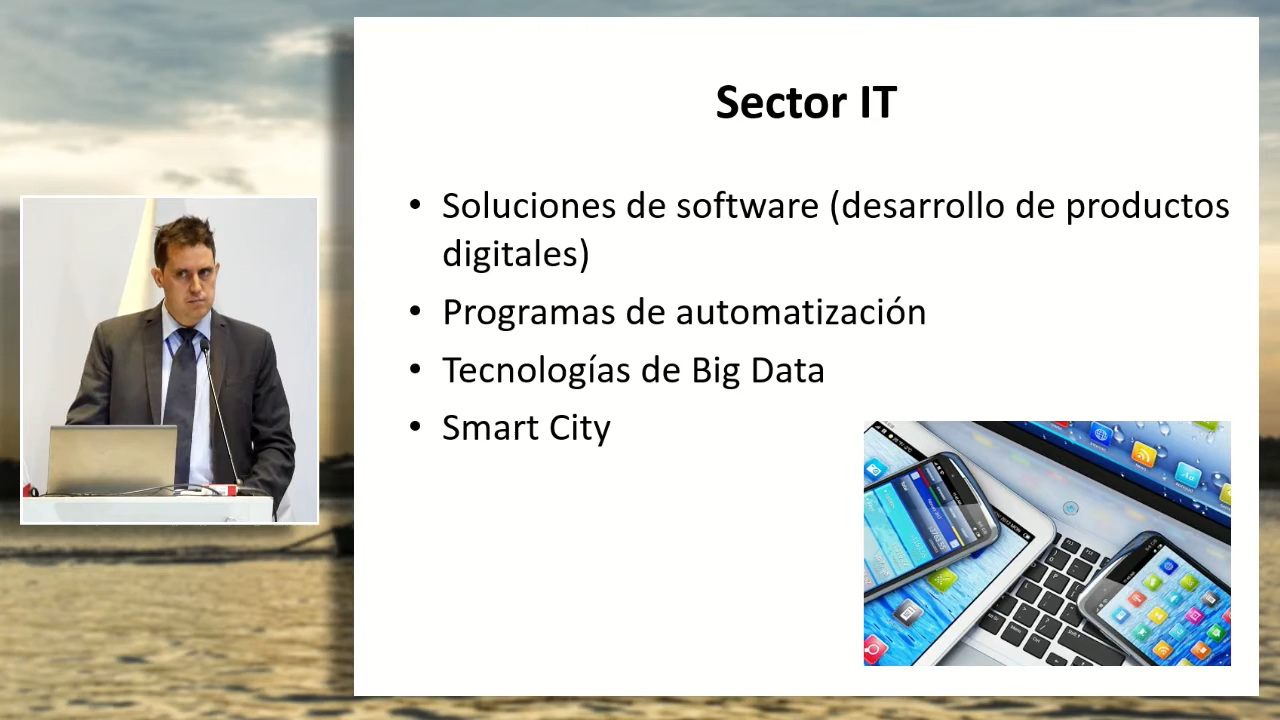 Sector IT
• Soluciones de software (desarrollo de productos
digitales)
• Programas de automatización
• Tecnologías de Big Data
• Smart City